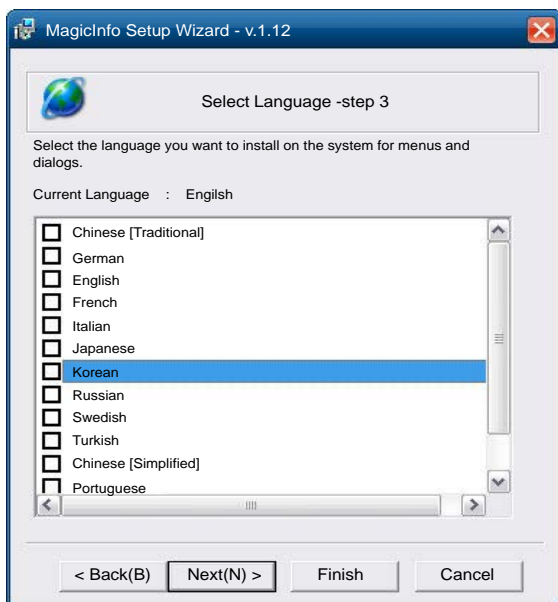 MagicInfo Setup Wizard - v.1.12
Select Language -step 3
Select the language you want to install on the system for menus and
dialogs.
Current Language : Engilsh
Chinese [Traditional]
German
English
French
Italian
Japanese
Korean
Russian
Swedish
Turkish
Chinese [Simplified]
Portuguese
< Back(B) Next(N) > Finish Cancel